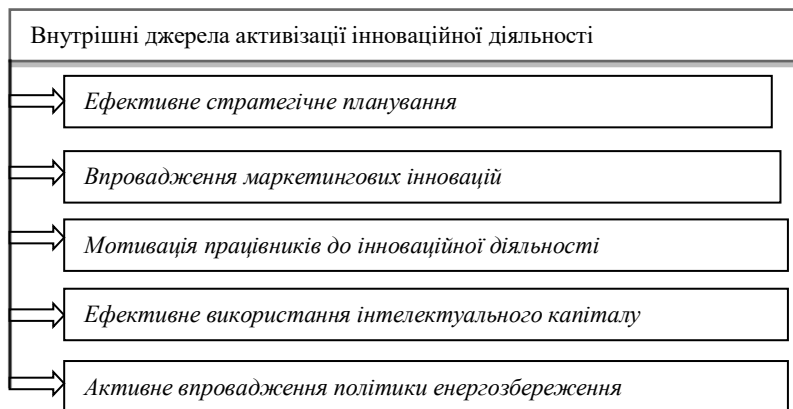 Внутрішні джерела активізації інноваційної діяльності
Ефективне стратегічне планування
Впровадження маркетингових інновацій
Мотивація працівників до інноваційної діяльності
Ефективне використання інтелектуального капіталу
Активне впровадження політики енергозбереження